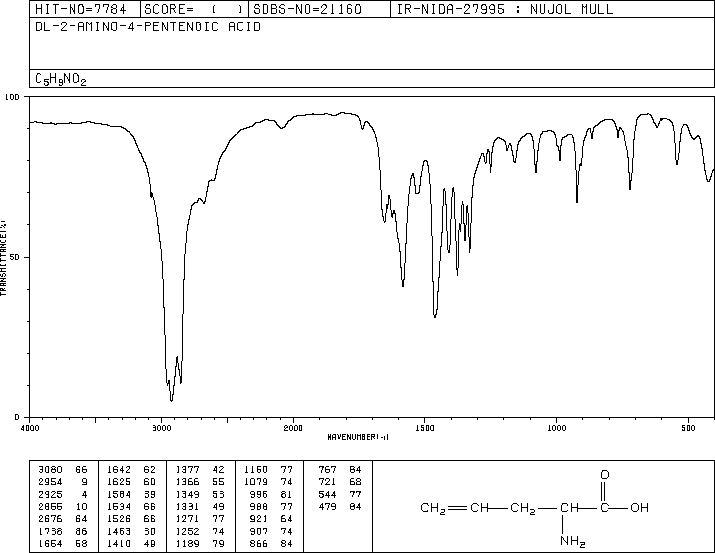 HIT-NO=7784 SCORE= ( ) SDBS-NO=21160 IR-NIDA-27995 : NUJOL MULL
DL-2-AMINO-4-PENTENOIC ACID
C5H9NO2
100
50
0
TRANSMITTANCE(%)
4000 3000 2000 1500 1000 500
WAVENUMBER(-1)
3080 66 1642 62 1377 42 1160 77 767 84
2954 9 1625 60 1366 55 1079 74 721 68
2925 4 1584 39 1349 53 996 81 544 77
2855 10 1534 66 1331 49 988 77 479 84
2676 64 1526 66 1271 77 921 64
1738 86 1463 30 1252 74 907 74
1654 58 1410 49 1189 79 866 84
O
CH2 CH CH2 CH C OH
NH2